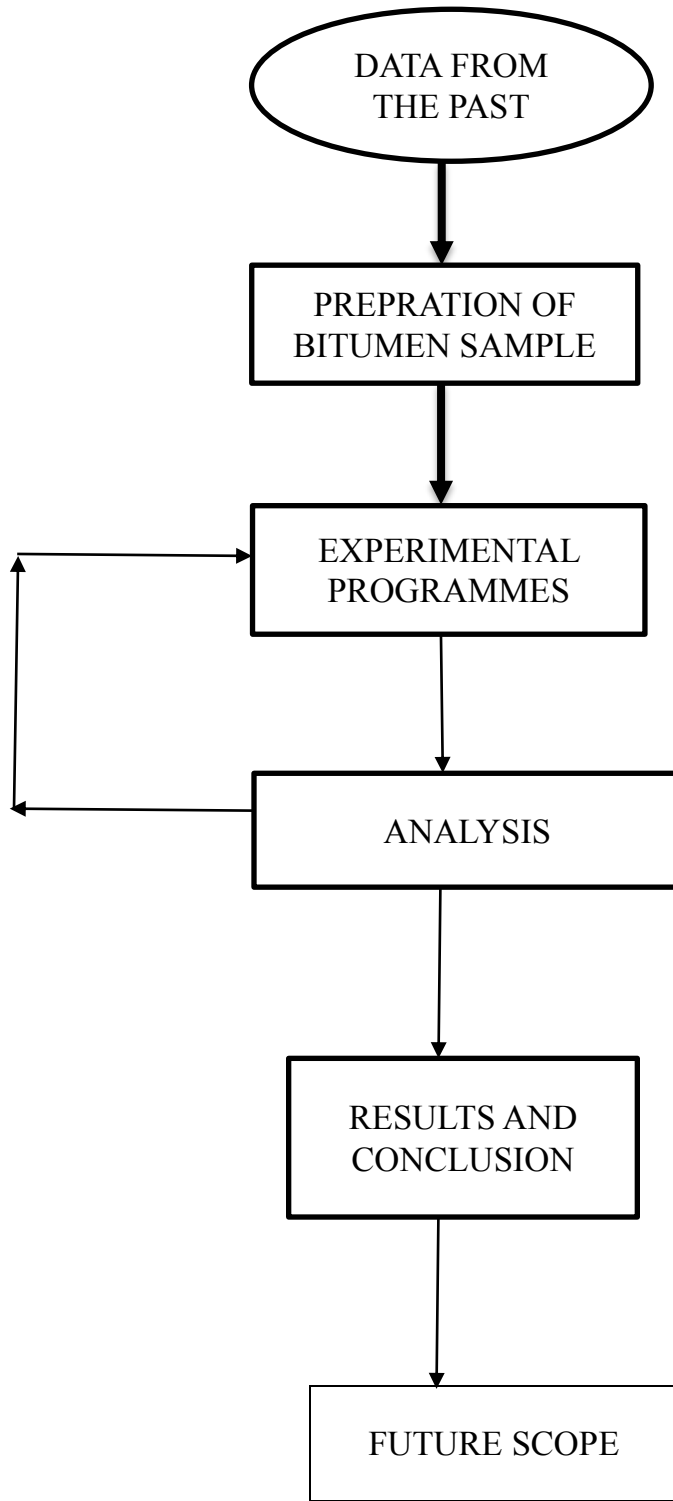 DATA FROM
THE PAST
PREPRATION OF
BITUMEN SAMPLE
EXPERIMENTAL
PROGRAMMES
ANALYSIS
RESULTS AND
CONCLUSION
FUTURE SCOPE